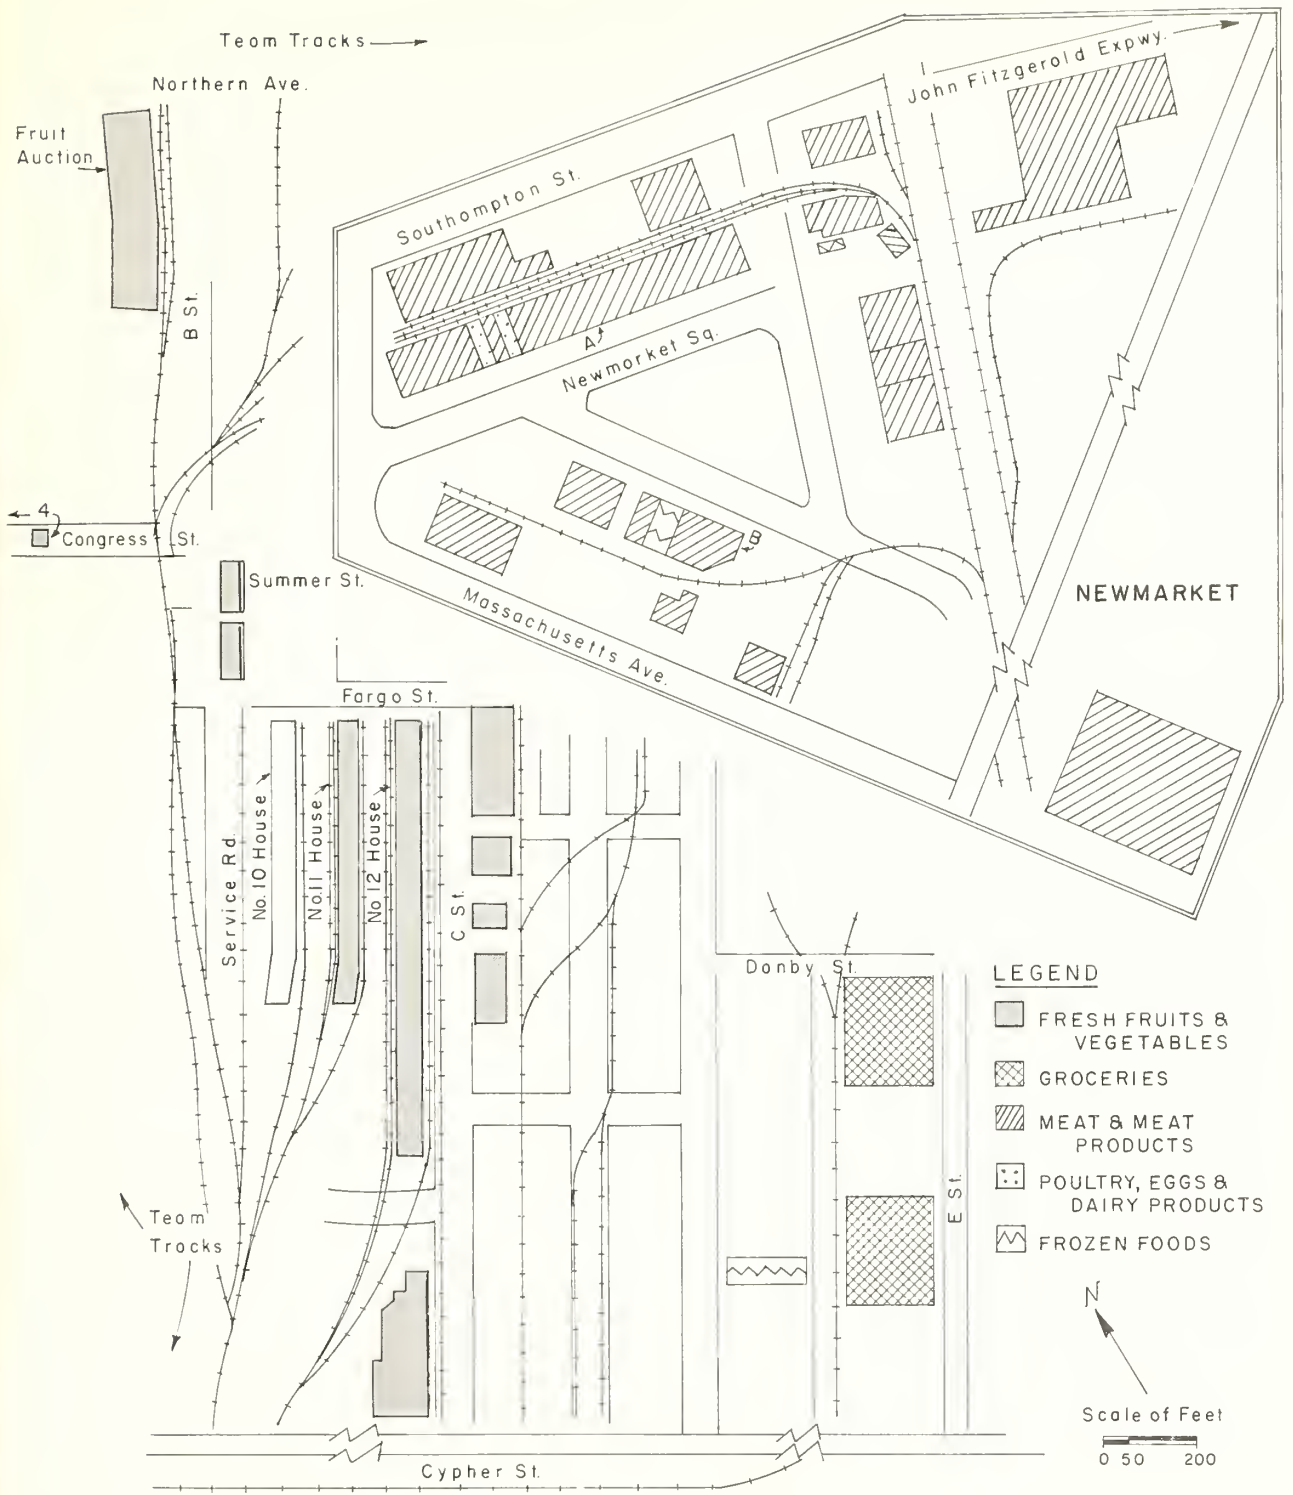 Team Tracks
Northern Ave.
Fruit
Auction
B St.
4
Congress St.
Summer St.
Fargo St.
Service Rd.
No. 10 House
No. 11 House
No 12 House
C St.
Team
Tracks
Cypher St.
Danby St.
E St.
1
John Fitzgerald Expwy.
Southampton St.
A
Newmarket Sq.
B
Massachusetts Ave.
NEWMARKET
LEGEND
FRESH FRUITS &
VEGETABLES
GROCERIES
MEAT & MEAT
PRODUCTS
POULTRY, EGGS &
DAIRY PRODUCTS
FROZEN FOODS
N
Scale of Feet
0 50 200